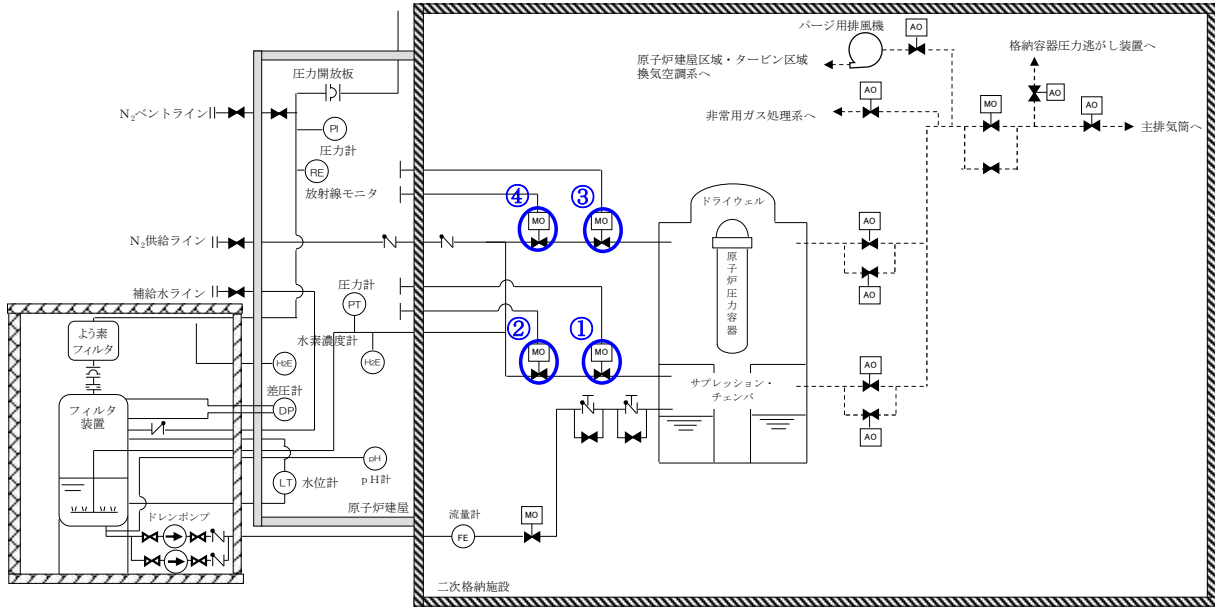 パージ用排風機
AO
格納容器圧力逃がし装置へ
原子炉建屋区域・タービン区域
換気空調系へ
AO
AO
MO
AO
非常用ガス処理系へ
主排気筒へ
圧力開放板
N₂ベントライン
PI
圧力計
RE
放射線モニタ
④
③
MO
MO
ドライウェル
原子炉圧力容器
AO
AO
N₂供給ライン
補給水ライン
圧力計
PT
水素濃度計
H2E
H2E
②
①
MO
MO
サプレッション・
チェンバ
AO
AO
よう素
フィルタ
差圧計
DP
フィルタ
装置
pH
pH計
LT
水位計
原子炉建屋
ドレンポンプ
流量計
FE
MO
二次格納施設